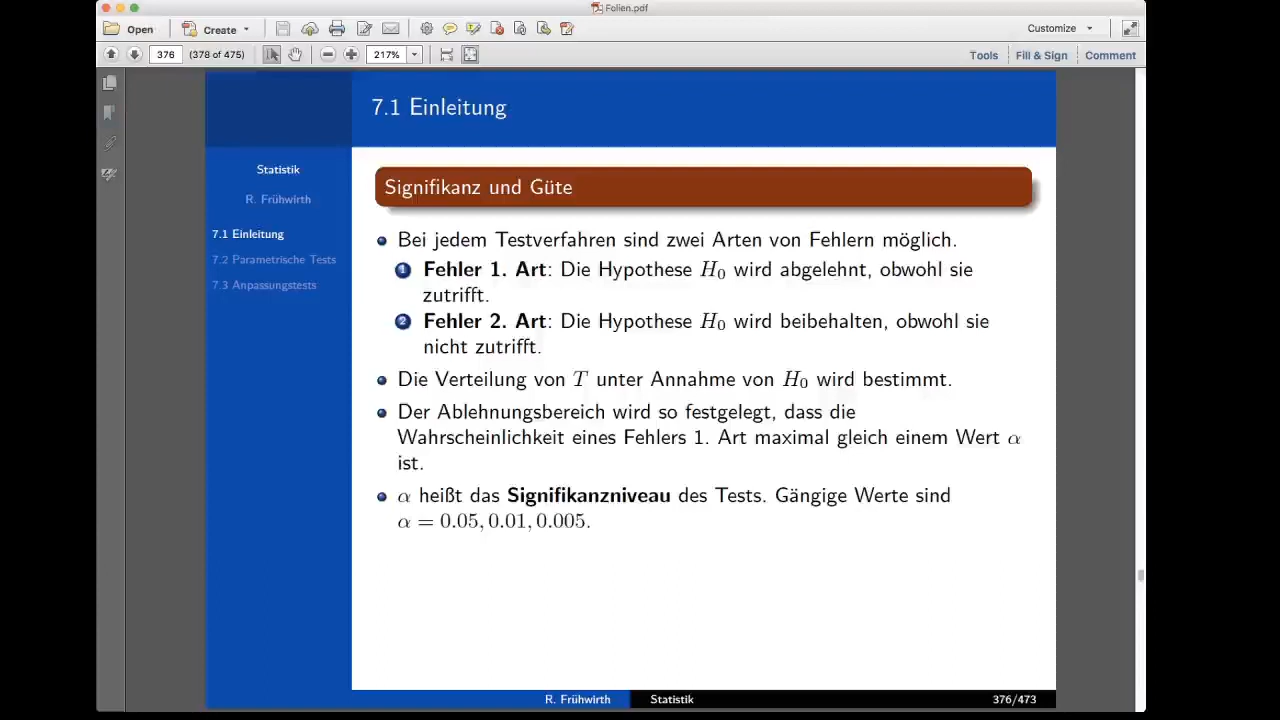 Folien.pdf
Open
Create
Customize
376
(378 of 475)
217%
Tools
Fill & Sign
Comment
7.1 Einleitung
Statistik
R. Frühwirth
7.1 Einleitung
7.2 Parametrische Tests
7.3 Anpassungstests
Signifikanz und Güte
Bei jedem Testverfahren sind zwei Arten von Fehlern möglich.
1 Fehler 1. Art: Die Hypothese H₀ wird abgelehnt, obwohl sie
zutrifft.
2 Fehler 2. Art: Die Hypothese H₀ wird beibehalten, obwohl sie
nicht zutrifft.
Die Verteilung von T unter Annahme von H₀ wird bestimmt.
Der Ablehnungsbereich wird so festgelegt, dass die
Wahrscheinlichkeit eines Fehlers 1. Art maximal gleich einem Wert α
ist.
α heißt das Signifikanzniveau des Tests. Gängige Werte sind
α = 0.05, 0.01, 0.005.
R. Frühwirth
Statistik
376/473